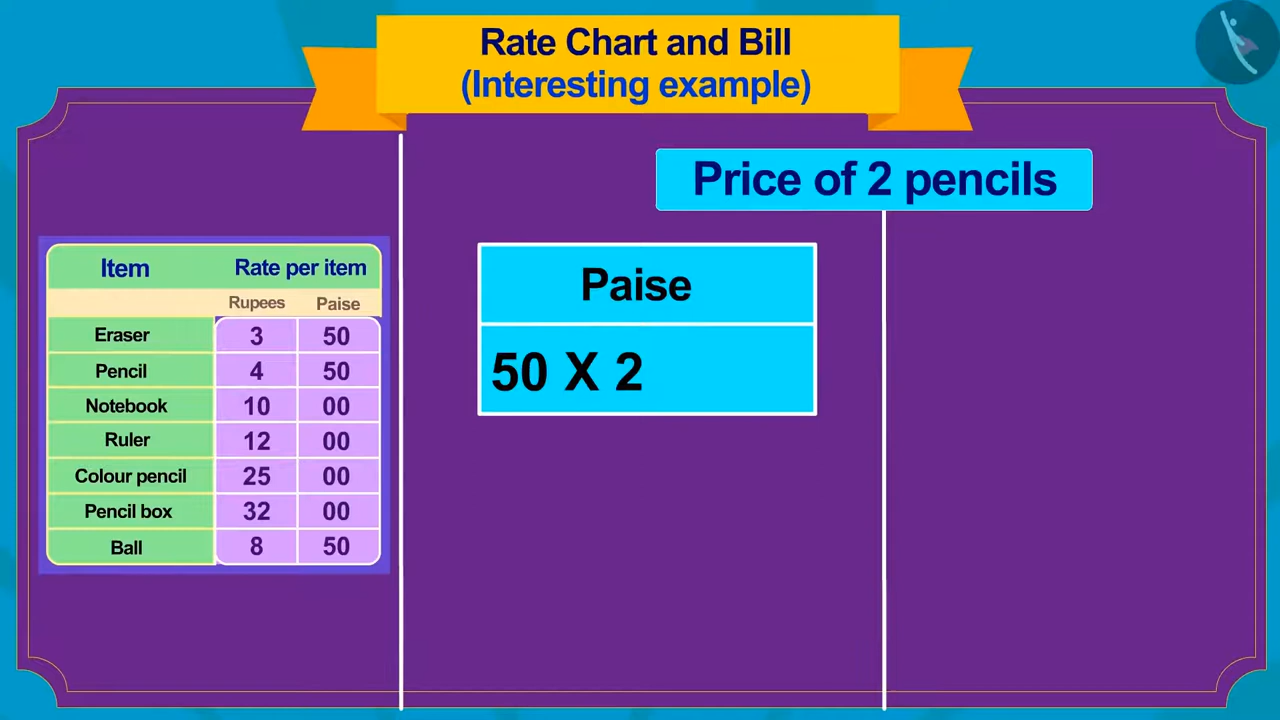 Rate Chart and Bill
(Interesting example)
Price of 2 pencils
Item Rate per item
Rupees Paise
Eraser 3 50
Pencil 4 50
Notebook 10 00
Ruler 12 00
Colour pencil 25 00
Pencil box 32 00
Ball 8 50
Paise
50 X 2